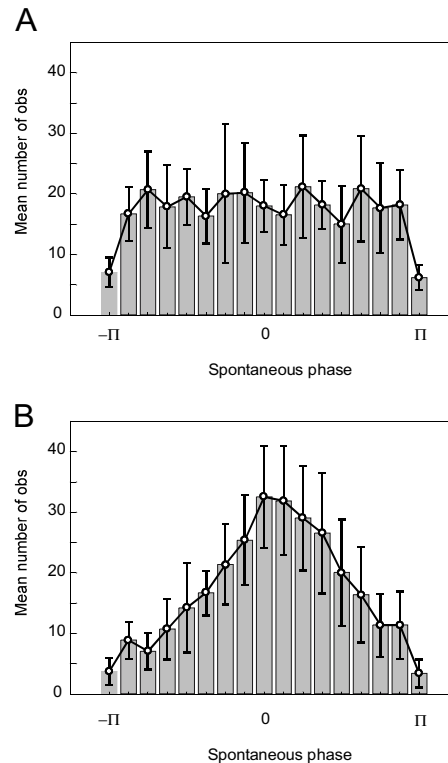 A
40
30
20
10
0
Mean number of obs
−Π
0
Π
Spontaneous phase
B
40
30
20
10
0
Mean number of obs
−Π
0
Π
Spontaneous phase